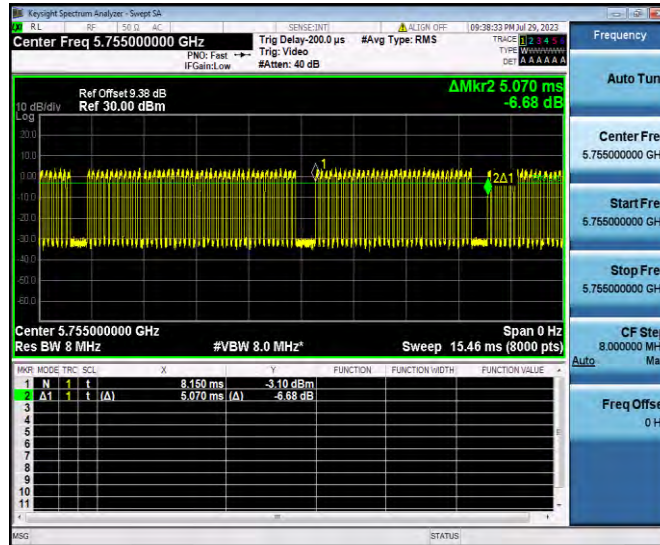 Keysight Spectrum Analyzer - Swept SA
RL RF 50 Ω AC SENSE:INT ALIGN OFF 09:38:33 PM Jul 29, 2023
Center Freq 5.755000000 GHz
PNO: Fast
IFGain:Low
Trig Delay-200.0 µs
Trig: Video
#Atten: 40 dB
#Avg Type: RMS
TRACE 1 2 3 4 5 6
TYPE W
DET A A A A A A
Frequency
ΔMkr2 5.070 ms
-6.68 dB
Ref Offset 9.38 dB
10 dB/div Ref 30.00 dBm
Log
20.0
10.0
0.00
-10.0
-20.0
-30.0
-40.0
-50.0
-60.0
1
2Δ1
Center 5.755000000 GHz
Span 0 Hz
Res BW 8 MHz
#VBW 8.0 MHz*
Sweep 15.46 ms (8000 pts)
MKR MODE TRC SCL X Y FUNCTION FUNCTION WIDTH FUNCTION VALUE
1 N 1 t 8.150 ms -3.10 dBm
2 Δ1 1 t (Δ) 5.070 ms (Δ) -6.68 dB
3
4
5
6
7
8
9
10
11
MSG
STATUS
Auto Tun
Center Fre
5.755000000 GH
Start Fre
5.755000000 GH
Stop Fre
5.755000000 GH
CF Ste
8.000000 MH
Auto Ma
Freq Offse
0 H